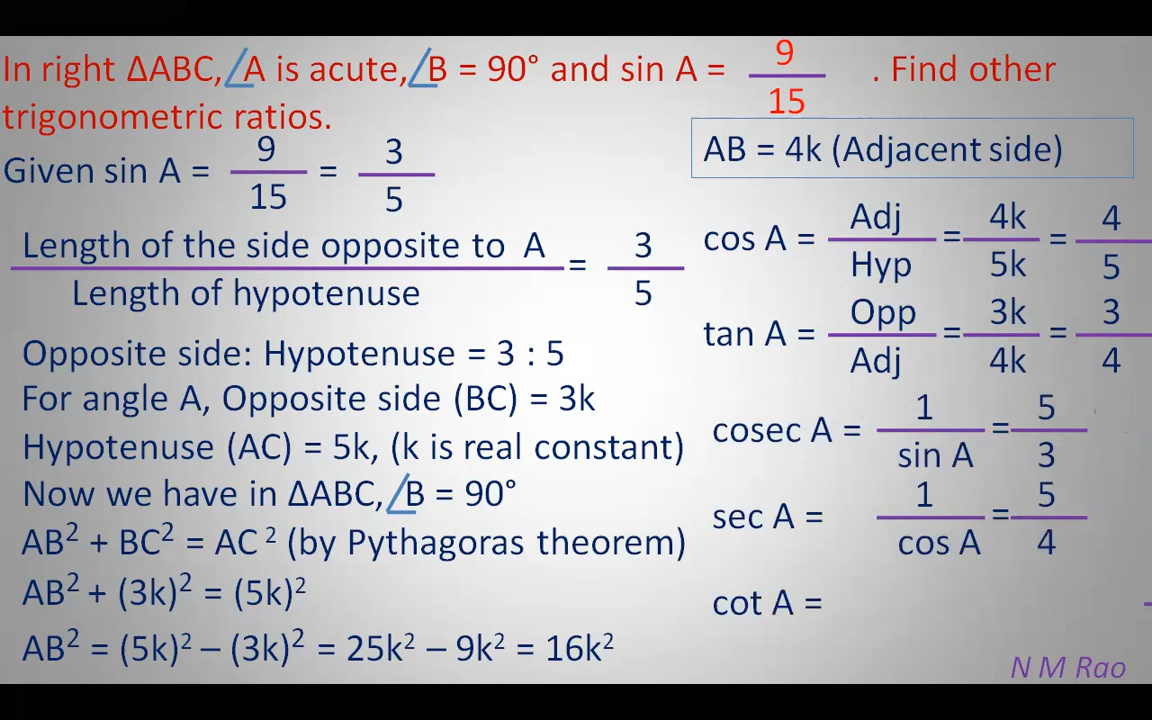 In right ΔABC, ∠A is acute, ∠B = 90° and sin A = 9/15 . Find other
trigonometric ratios.
Given sin A = 9/15 = 3/5
Length of the side opposite to A / Length of hypotenuse = 3/5
Opposite side: Hypotenuse = 3 : 5
For angle A, Opposite side (BC) = 3k
Hypotenuse (AC) = 5k, (k is real constant)
Now we have in ΔABC, ∠B = 90°
AB² + BC² = AC ² (by Pythagoras theorem)
AB² + (3k)² = (5k)²
AB² = (5k)² – (3k)² = 25k² – 9k² = 16k²
AB = 4k (Adjacent side)
cos A = Adj/Hyp = 4k/5k = 4/5
tan A = Opp/Adj = 3k/4k = 3/4
cosec A = 1/sin A = 5/3
sec A = 1/cos A = 5/4
cot A =
N M Rao